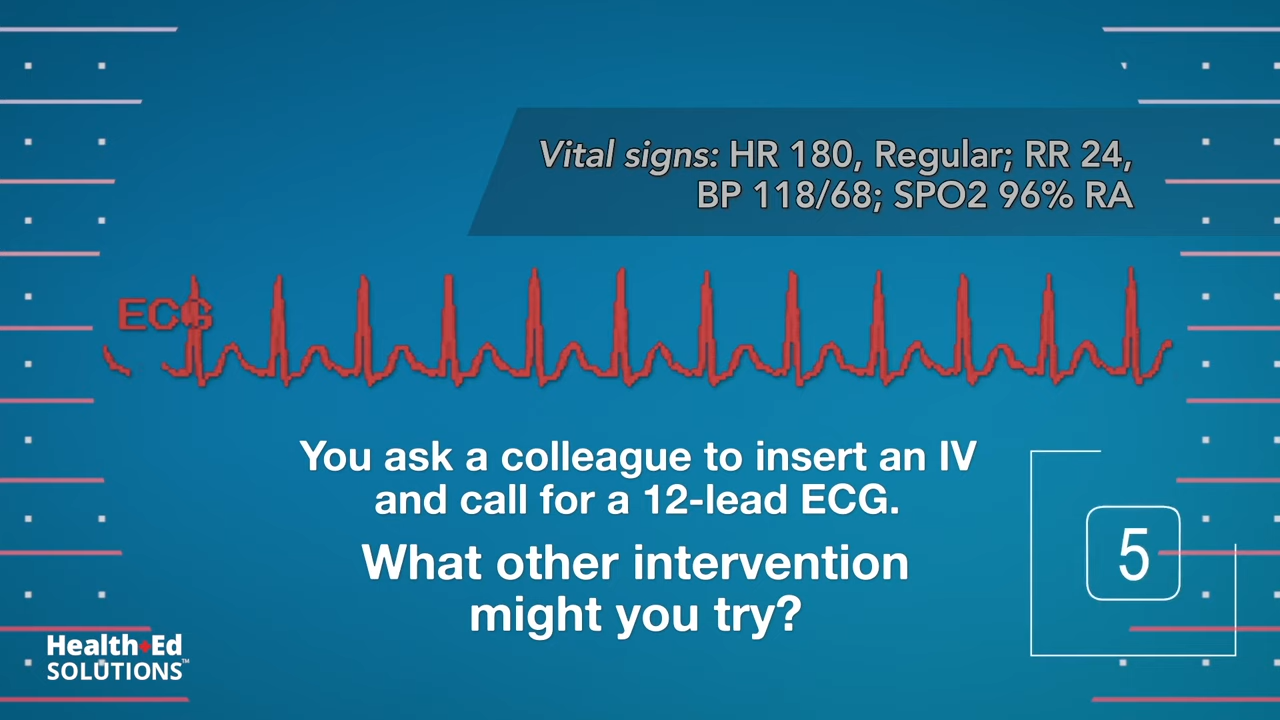 Vital signs: HR 180, Regular; RR 24,
BP 118/68; SPO2 96% RA
ECG
You ask a colleague to insert an IV
and call for a 12-lead ECG.
What other intervention
might you try?
5
Health Ed
SOLUTIONS™